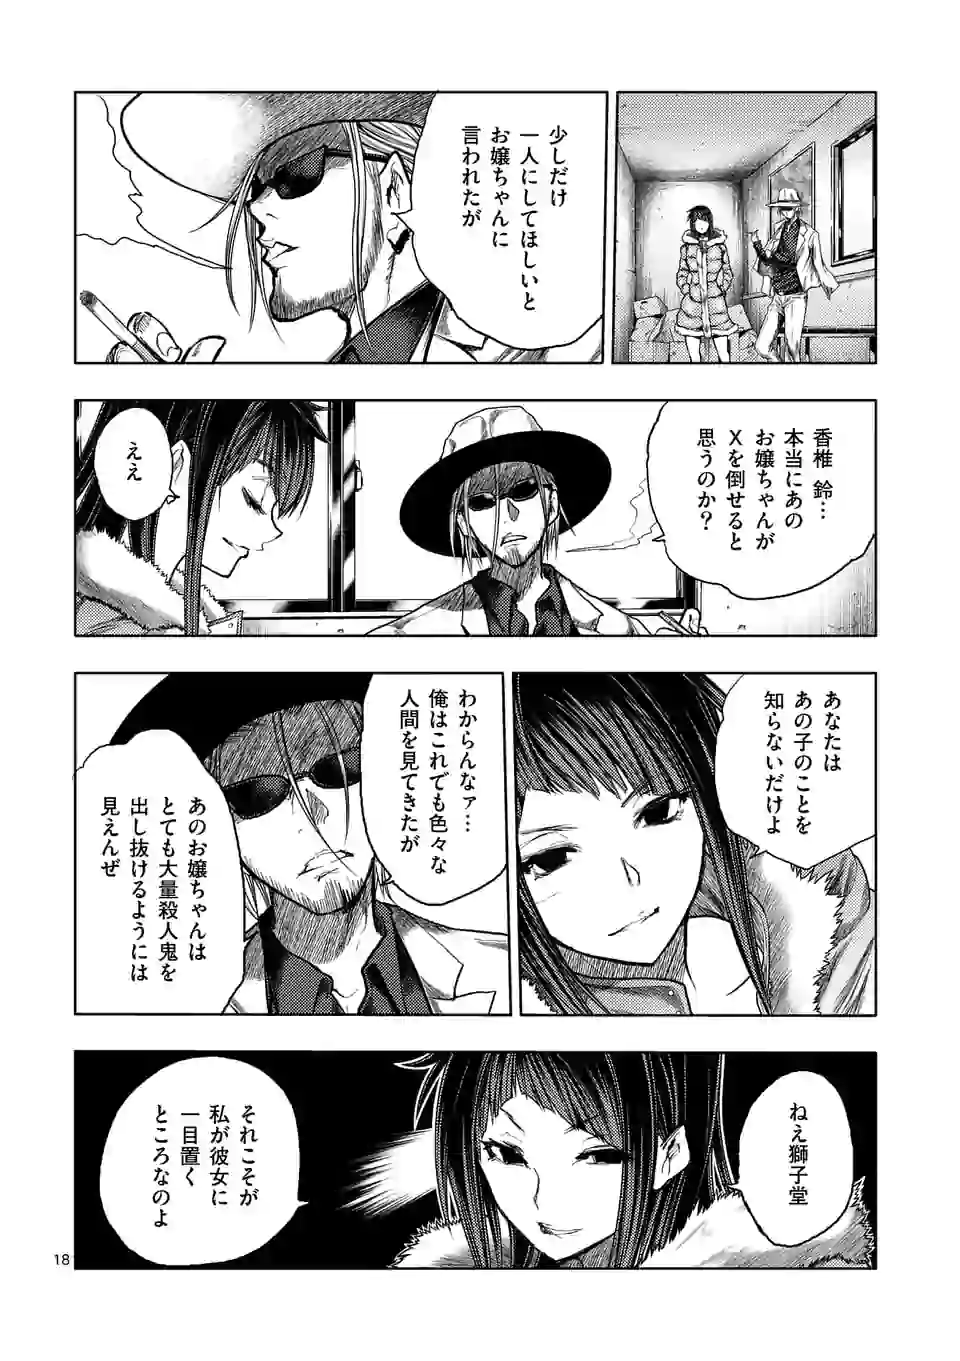 少しだけ
一人にしてほしいと
お嬢ちゃんに
言われたが
香椎 鈴…
本当にあの
お嬢ちゃんが
Xを倒せると
思うのか？
ええ
あなたは
あの子のことを
知らないだけよ
わからんなァ…
俺はこれでも色々な
人間を見てきたが
あのお嬢ちゃんは
とても大量殺人鬼を
出し抜けるようには
見えんぜ
ねえ獅子堂
それこそが
私が彼女に
一目置く
ところなのよ
18